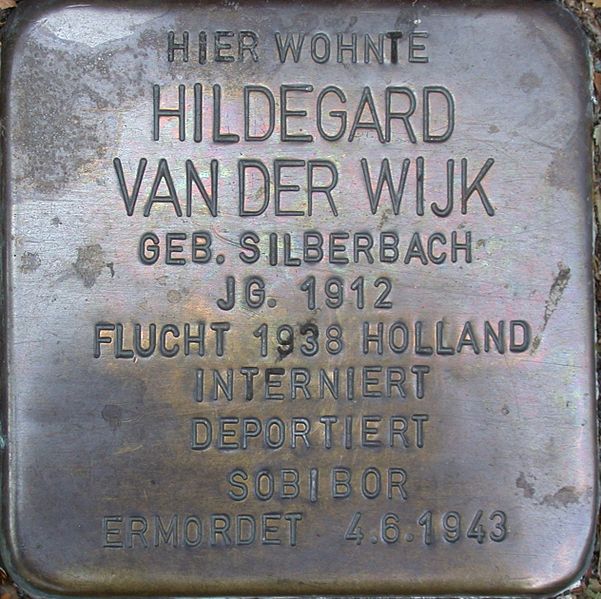 HIER WOHNTE
HILDEGARD
VAN DER WIJK
GEB. SILBERBACH
JG. 1912
FLUCHT 1938 HOLLAND
INTERNIERT
DEPORTIERT
SOBIBOR
ERMORDET 4.6.1943